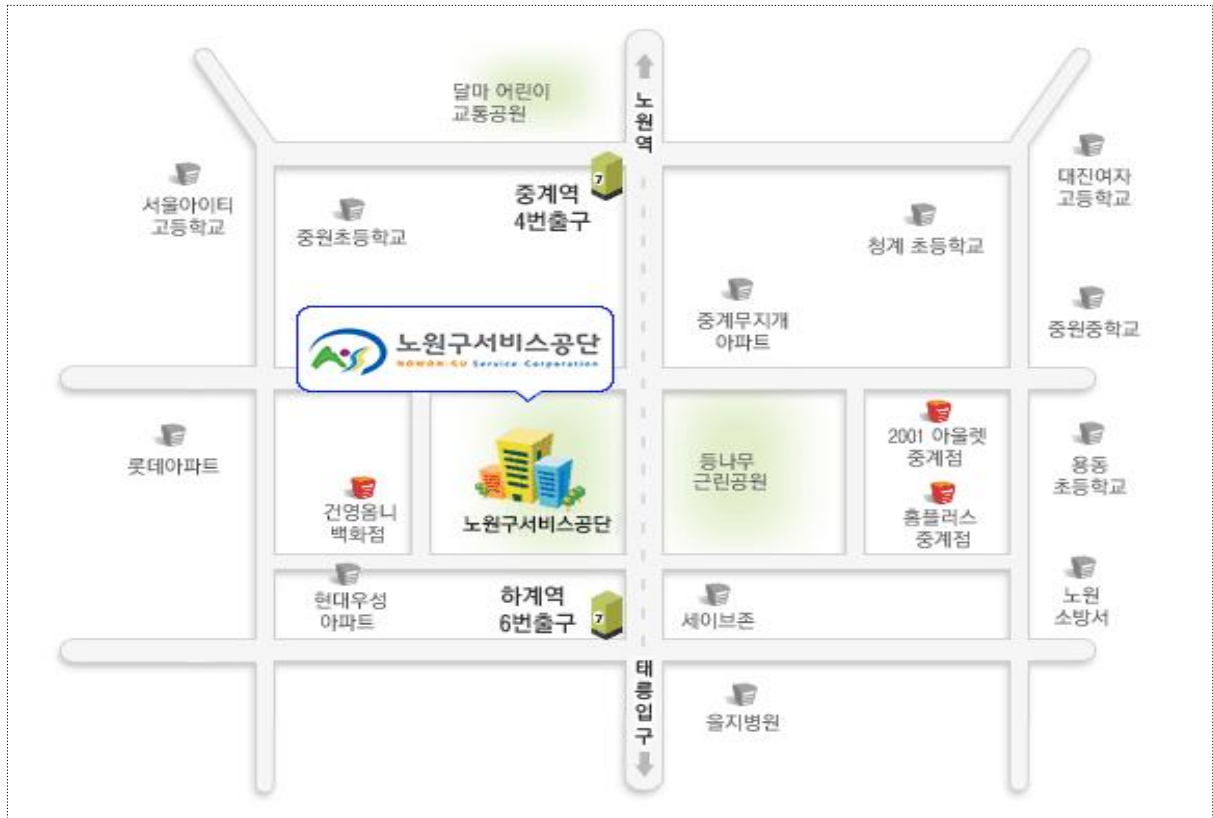 달마 어린이
교통공원
노원역
7
중계역
4번출구
서울아이티
고등학교
중원초등학교
대진여자
고등학교
청계 초등학교
중계무지개
아파트
중원중학교
노원구서비스공단
NOWON-GU Service Corporation
롯데아파트
건영옴니
백화점
노원구서비스공단
등나무
근린공원
2001 아울렛
중계점
홈플러스
중계점
용동
초등학교
현대우성
아파트
하계역
6번출구
7
세이브존
노원
소방서
태릉입구
을지병원